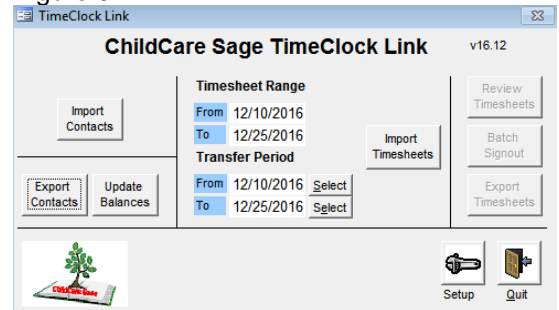 TimeClock Link
ChildCare Sage TimeClock Link
v16.12
Import
Contacts
Export
Contacts
Update
Balances
Timesheet Range
From 12/10/2016
To 12/25/2016
Transfer Period
From 12/10/2016 Select
To 12/25/2016 Select
Import
Timesheets
Review
Timesheets
Batch
Signout
Export
Timesheets
ChildCare Sage
Setup
Quit